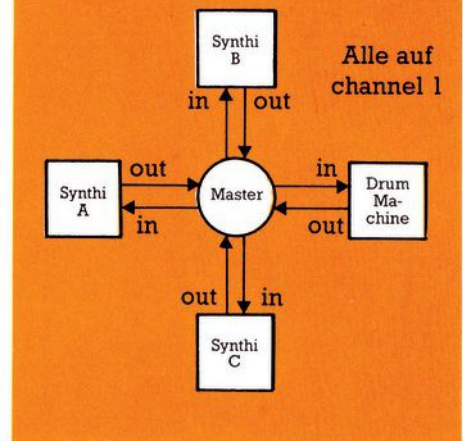 Synthi
B
Alle auf
channel 1
in
out
out
in
Synthi
A
Master
Drum
Ma-
chine
in
out
out
in
Synthi
C